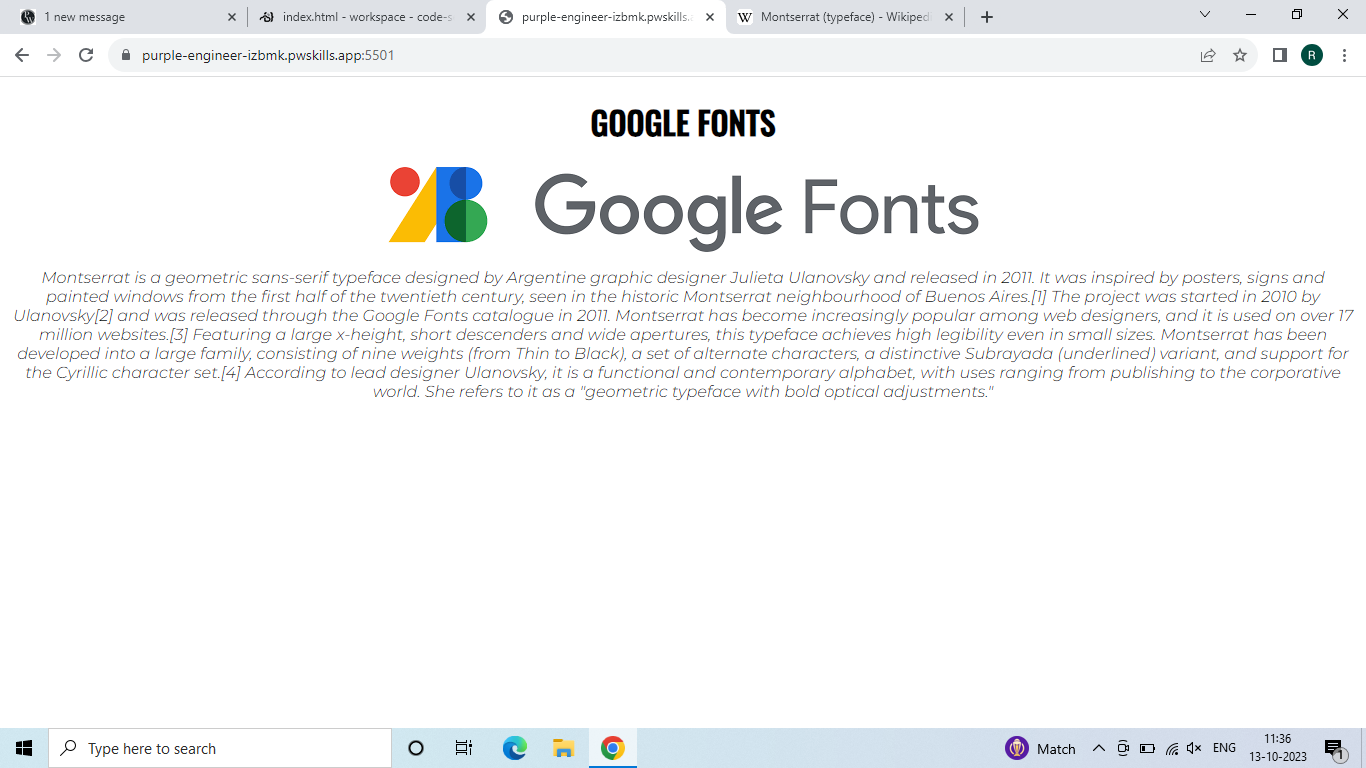 1 new message
index.html - workspace - code-s
purple-engineer-izbmk.pwskills.
Montserrat (typeface) - Wikiped
purple-engineer-izbmk.pwskills.app:5501
R
GOOGLE FONTS
Google Fonts
Montserrat is a geometric sans-serif typeface designed by Argentine graphic designer Julieta Ulanovsky and released in 2011. It was inspired by posters, signs and
painted windows from the first half of the twentieth century, seen in the historic Montserrat neighbourhood of Buenos Aires.[1] The project was started in 2010 by
Ulanovsky[2] and was released through the Google Fonts catalogue in 2011. Montserrat has become increasingly popular among web designers, and it is used on over 17
million websites.[3] Featuring a large x-height, short descenders and wide apertures, this typeface achieves high legibility even in small sizes. Montserrat has been
developed into a large family, consisting of nine weights (from Thin to Black), a set of alternate characters, a distinctive Subrayada (underlined) variant, and support for
the Cyrillic character set.[4] According to lead designer Ulanovsky, it is a functional and contemporary alphabet, with uses ranging from publishing to the corporative
world. She refers to it as a "geometric typeface with bold optical adjustments."
Type here to search
Match
ENG
11:36
13-10-2023
1